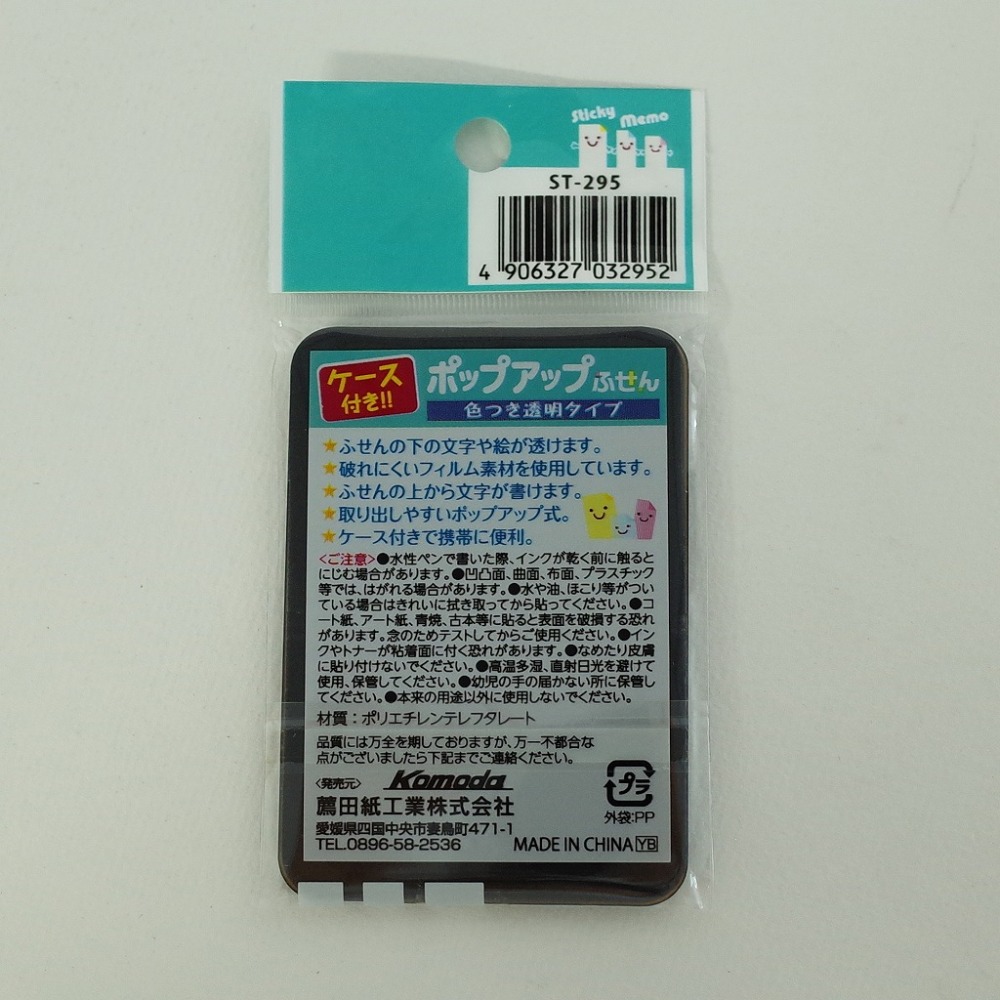 Sticky Memo
ST-295
4 906327 032952
ケース
付き!!
ポップアップふせん
色つき透明タイプ
★ふせんの下の文字や絵が透けます。
★破れにくいフィルム素材を使用しています。
★ふせんの上から文字が書けます。
★取り出しやすいポップアップ式。
★ケース付きで携帯に便利。
〈ご注意〉●水性ペンで書いた際、インクが乾く前に触ると
にじむ場合があります。●凹凸面、曲面、布面、プラスチック
等では、はがれる場合があります。●水や油、ほこり等がつい
ている場合はきれいに拭き取ってから貼ってください。●コ
ート紙、アート紙、青焼、古本等に貼ると表面を破損する恐れ
があります。念のためテストしてからご使用ください。●イン
クやトナーが粘着面に付く恐れがあります。●なめたり皮膚
に貼り付けないでください。●高温多湿、直射日光を避けて
使用、保管してください。●幼児の手の届かない所に保管し
てください。●本来の用途以外に使用しないでください。
材質：ポリエチレンテレフタレート
品質には万全を期しておりますが、万一不都合な
点がございましたら下記までご連絡ください。
〈発売元〉 Komoda
薦田紙工業株式会社
愛媛県四国中央市妻鳥町471-1
TEL.0896-58-2536
プラ
外袋:PP
MADE IN CHINA YB